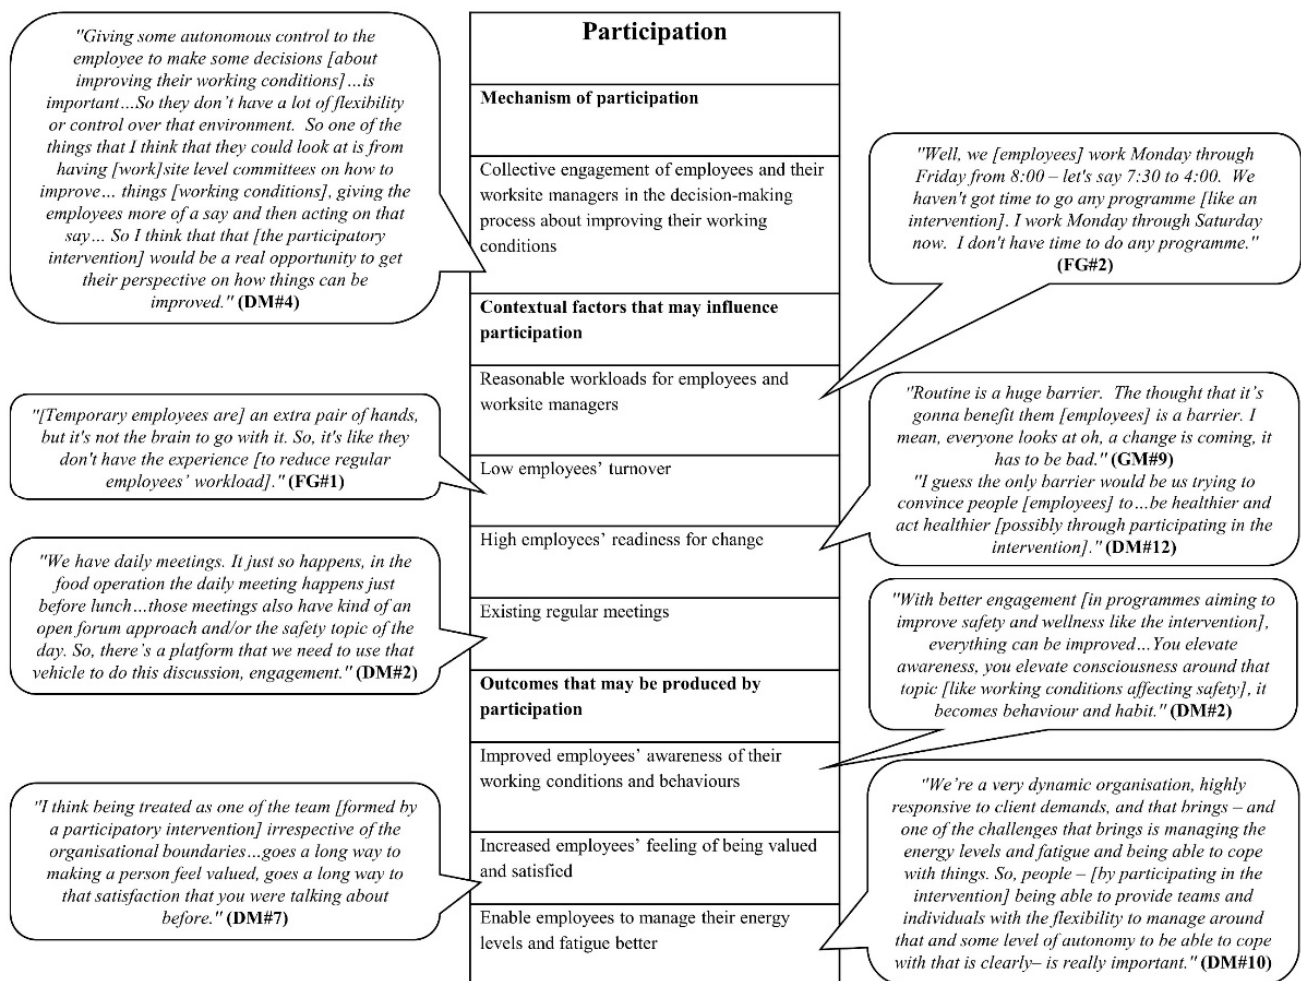 "Giving some autonomous control to the
employee to make some decisions [about
improving their working conditions]…is
important…So they don't have a lot of flexibility
or control over that environment.  So one of the
things that I think that they could look at is from
having [work]site level committees on how to
improve… things [working conditions], giving the
employees more of a say and then acting on that
say… So I think that that [the participatory
intervention] would be a real opportunity to get
their perspective on how things can be
improved." (DM#4)
"[Temporary employees are] an extra pair of hands,
but it's not the brain to go with it. So, it's like they
don't have the experience [to reduce regular
employees' workload]." (FG#1)
"We have daily meetings. It just so happens, in the
food operation the daily meeting happens just
before lunch…those meetings also have kind of an
open forum approach and/or the safety topic of the
day. So, there's a platform that we need to use that
vehicle to do this discussion, engagement." (DM#2)
"I think being treated as one of the team [formed by
a participatory intervention] irrespective of the
organisational boundaries…goes a long way to
making a person feel valued, goes a long way to
that satisfaction that you were talking about
before." (DM#7)
Participation
Mechanism of participation
Collective engagement of employees and their
worksite managers in the decision-making
process about improving their working
conditions
Contextual factors that may influence
participation
Reasonable workloads for employees and
worksite managers
Low employees' turnover
High employees' readiness for change
Existing regular meetings
Outcomes that may be produced by
participation
Improved employees' awareness of their
working conditions and behaviours
Increased employees' feeling of being valued
and satisfied
Enable employees to manage their energy
levels and fatigue better
"Well, we [employees] work Monday through
Friday from 8:00 – let's say 7:30 to 4:00.  We
haven't got time to go any programme [like an
intervention]. I work Monday through Saturday
now.  I don't have time to do any programme."
(FG#2)
"Routine is a huge barrier.  The thought that it's
gonna benefit them [employees] is a barrier. I
mean, everyone looks at oh, a change is coming, it
has to be bad." (GM#9)
"I guess the only barrier would be us trying to
convince people [employees] to…be healthier and
act healthier [possibly through participating in the
intervention]." (DM#12)
"With better engagement [in programmes aiming to
improve safety and wellness like the intervention],
everything can be improved…You elevate
awareness, you elevate consciousness around that
topic [like working conditions affecting safety], it
becomes behaviour and habit." (DM#2)
"We're a very dynamic organisation, highly
responsive to client demands, and that brings – and
one of the challenges that brings is managing the
energy levels and fatigue and being able to cope
with things. So, people – [by participating in the
intervention] being able to provide teams and
individuals with the flexibility to manage around
that and some level of autonomy to be able to cope
with that is clearly– is really important." (DM#10)